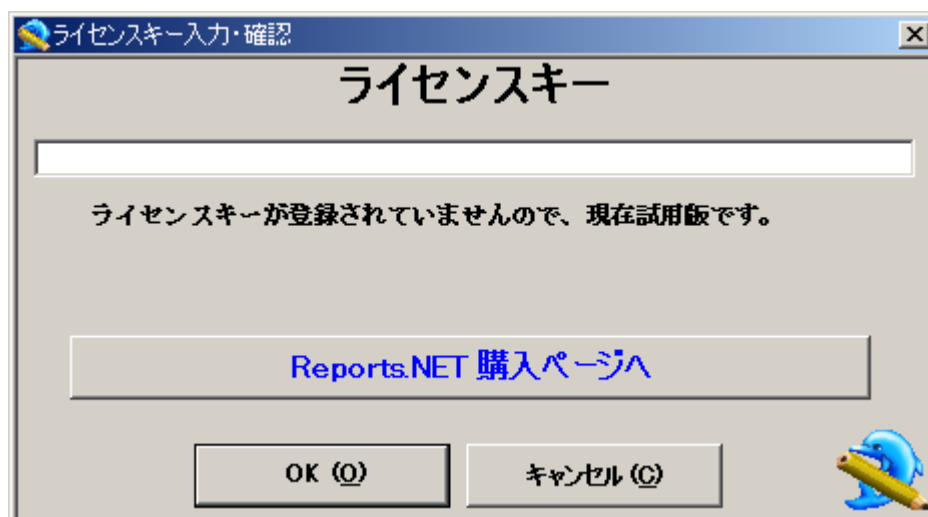 ライセンスキー入力・確認
ライセンスキー
ライセンスキーが登録されていませんので、現在試用飯です。
Reports.NET 購入ページへ
OK (O)
キャンセル (C)